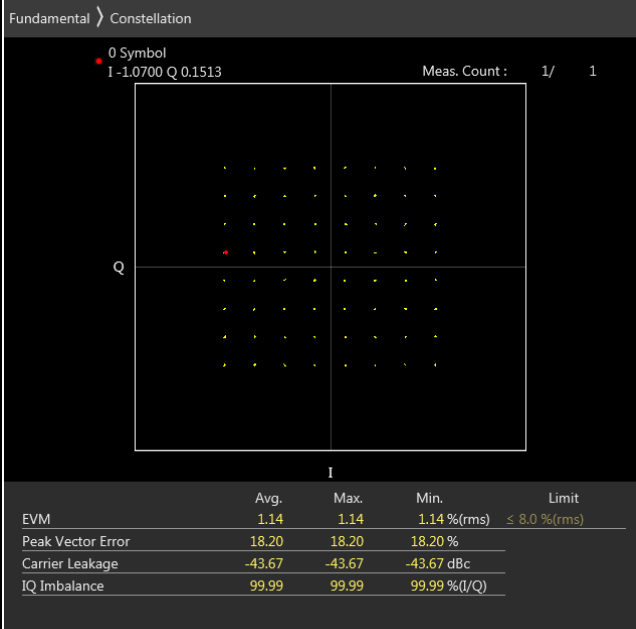 Fundamental 〉 Constellation
0 Symbol
I -1.0700 Q 0.1513
Meas. Count : 1/ 1
Q
I
Avg. Max. Min. Limit
EVM 1.14 1.14 1.14 %(rms) ≤ 8.0 %(rms)
Peak Vector Error 18.20 18.20 18.20 %
Carrier Leakage -43.67 -43.67 -43.67 dBc
IQ Imbalance 99.99 99.99 99.99 %(I/Q)